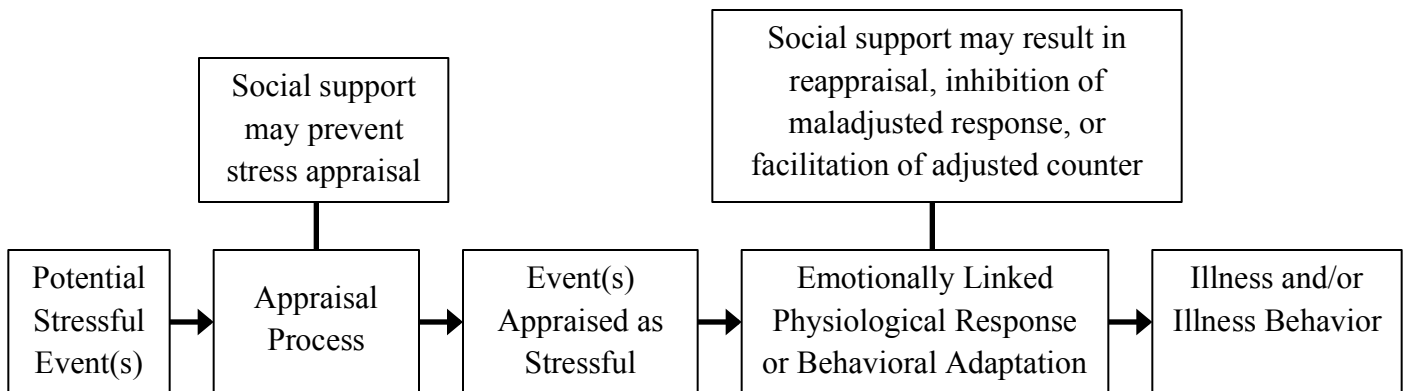 Social support
may prevent
stress appraisal
Social support may result in
reappraisal, inhibition of
maladjusted response, or
facilitation of adjusted counter
Potential
Stressful
Event(s)
Appraisal
Process
Event(s)
Appraised as
Stressful
Emotionally Linked
Physiological Response
or Behavioral Adaptation
Illness and/or
Illness Behavior